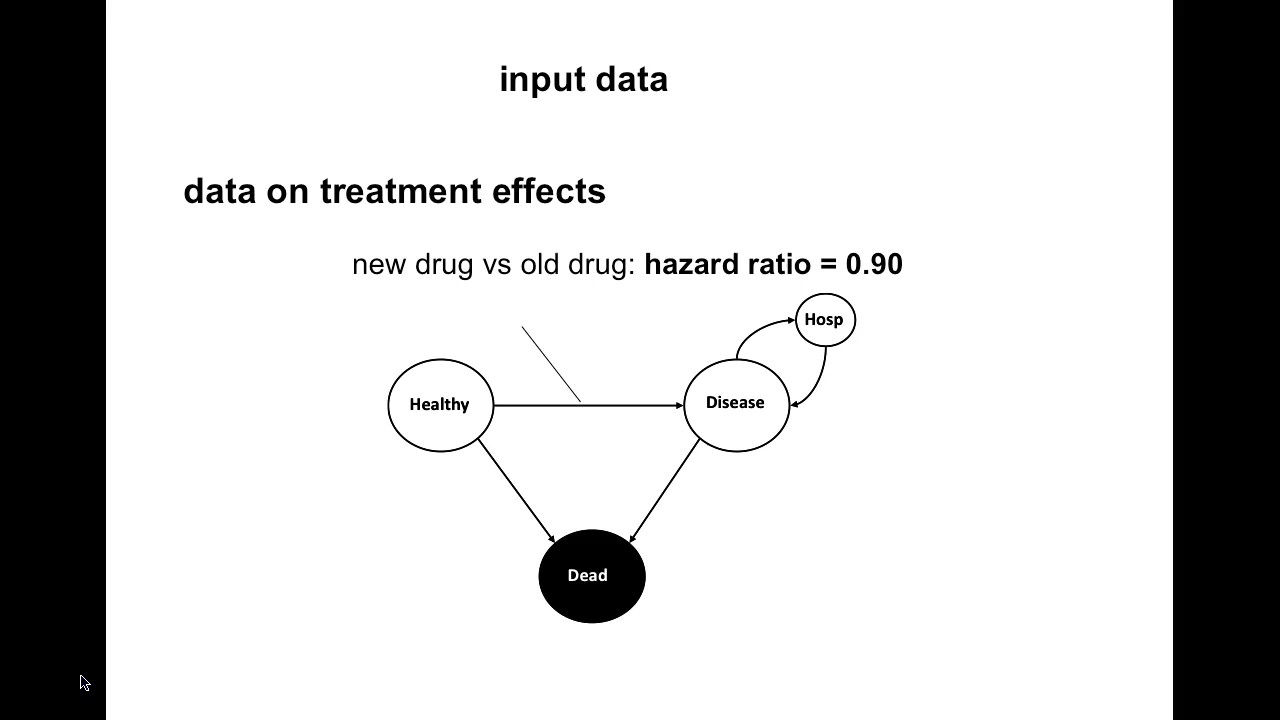 input data
data on treatment effects
new drug vs old drug: hazard ratio = 0.90
Hosp
Healthy
Disease
Dead